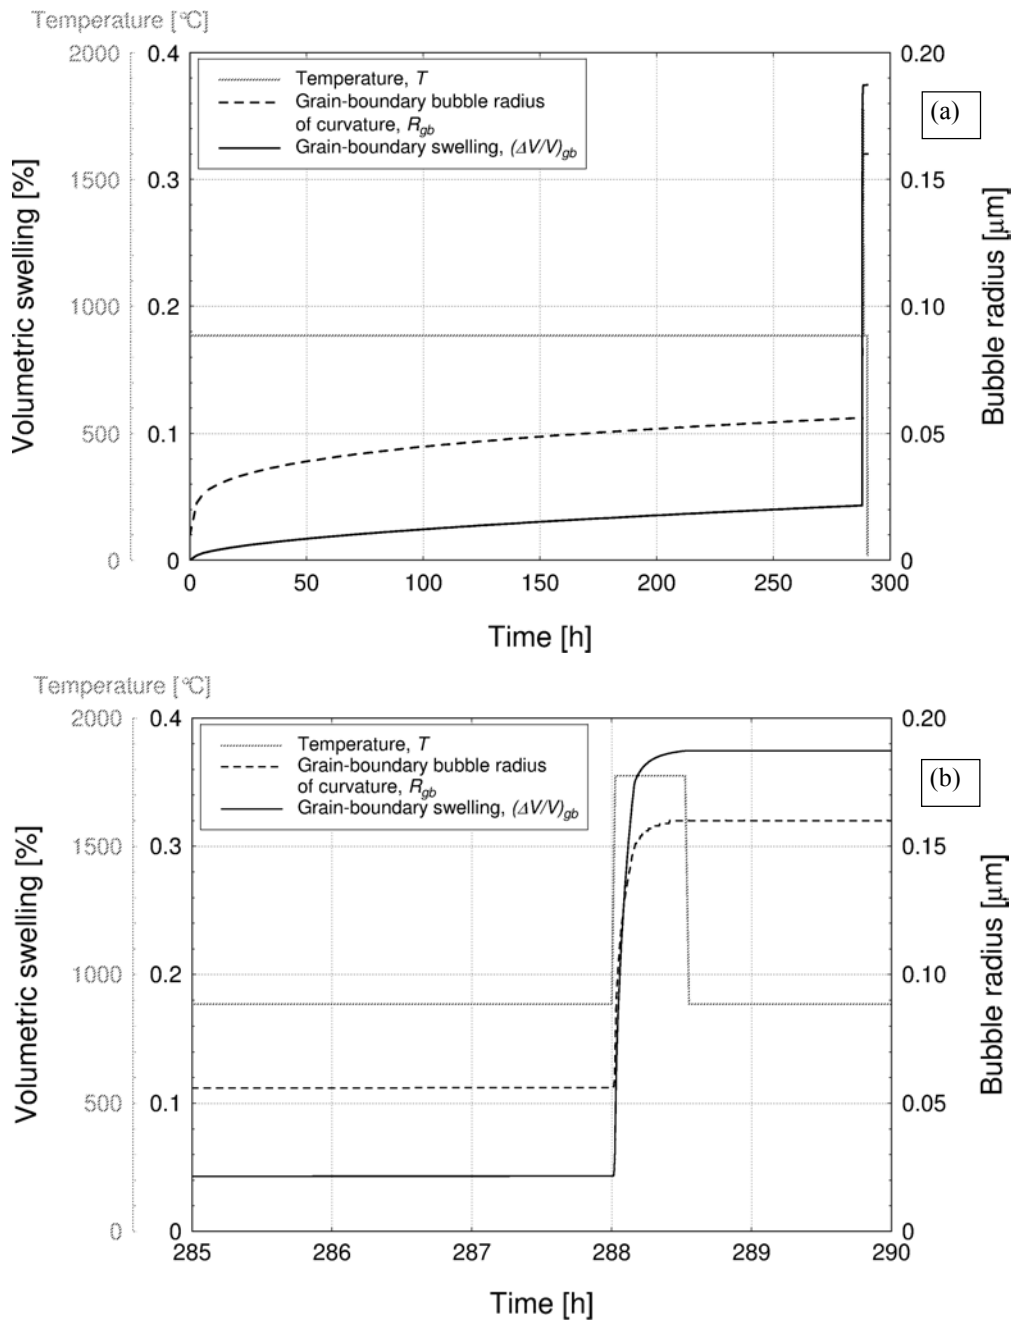 Temperature [°C]
2000
0.4
0.20
Temperature, T
Grain-boundary bubble radius
of curvature, Rgb
Grain-boundary swelling, (ΔV/V)gb
(a)
1500
0.3
0.15
1000
0.2
0.10
500
0.1
0.05
0
0
0
Volumetric swelling [%]
Bubble radius [μm]
0 50 100 150 200 250 300
Time [h]
Temperature [°C]
2000
0.4
0.20
Temperature, T
Grain-boundary bubble radius
of curvature, Rgb
Grain-boundary swelling, (ΔV/V)gb
(b)
1500
0.3
0.15
1000
0.2
0.10
500
0.1
0.05
0
0
0.00
Volumetric swelling [%]
Bubble radius [μm]
285 286 287 288 289 290
Time [h]